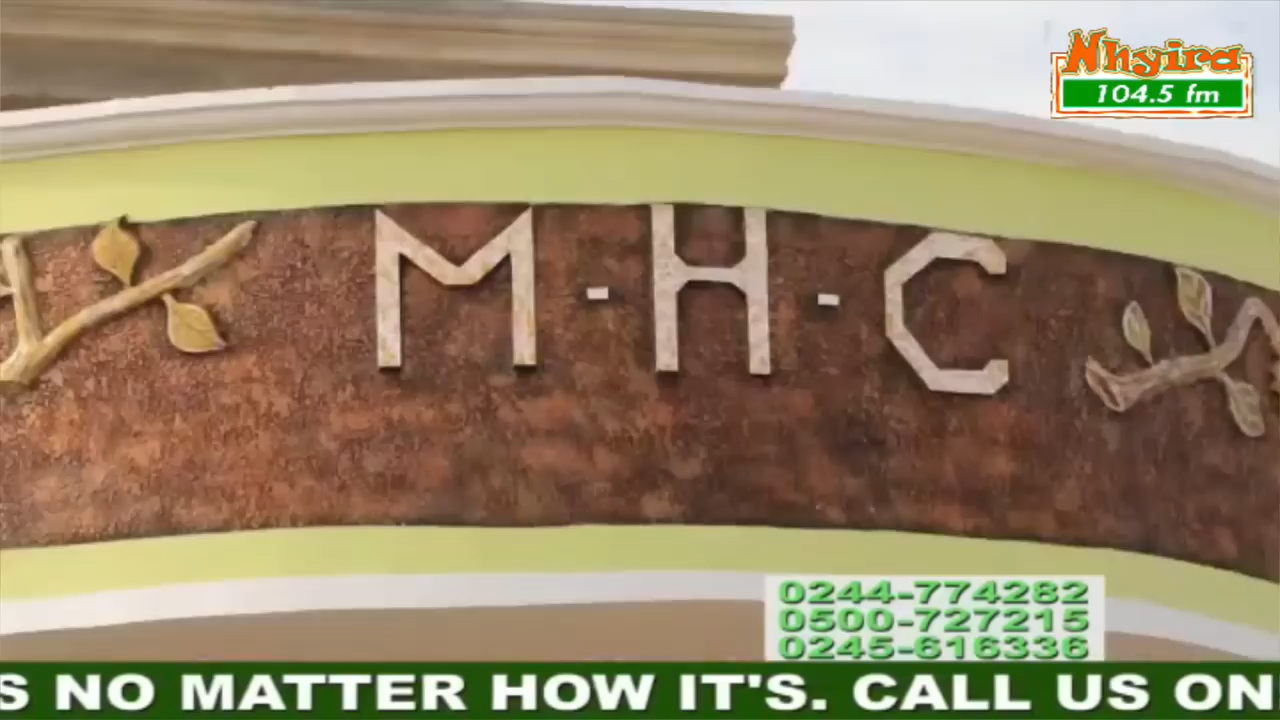 Nhyira
104.5 fm
M-H-C
0244-774282
0500-727215
0245-616336
S NO MATTER HOW IT'S. CALL US ON